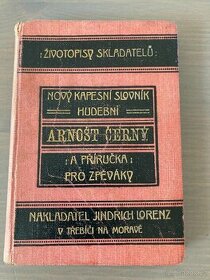 : ŽIVOTOPISY SKLADATELŮ :
NOVÝ KAPESNÍ SLOVNÍK
HUDEBNÍ
ARNOŠT ČERNÝ
: A PŘÍRUČKA :
PRO ZPĚVÁKY
NAKLADATEL JINDŘICH LORENZ
V TŘEBÍČI NA MORAVĚ